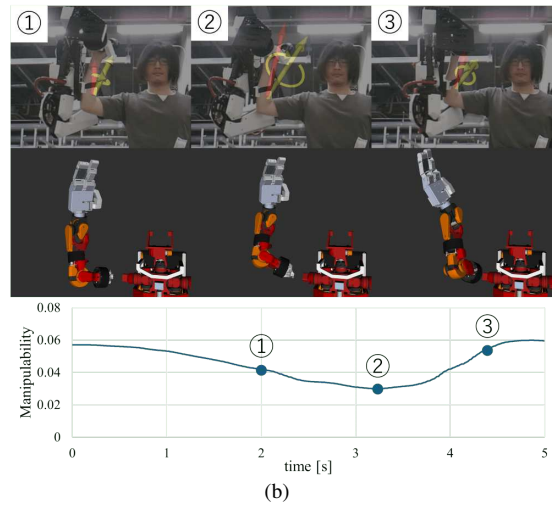 ① ② ③
0.08
0.06
0.04
0.02
0
Manipulability
① ② ③
0 1 2 3 4 5
time [s]
(b)